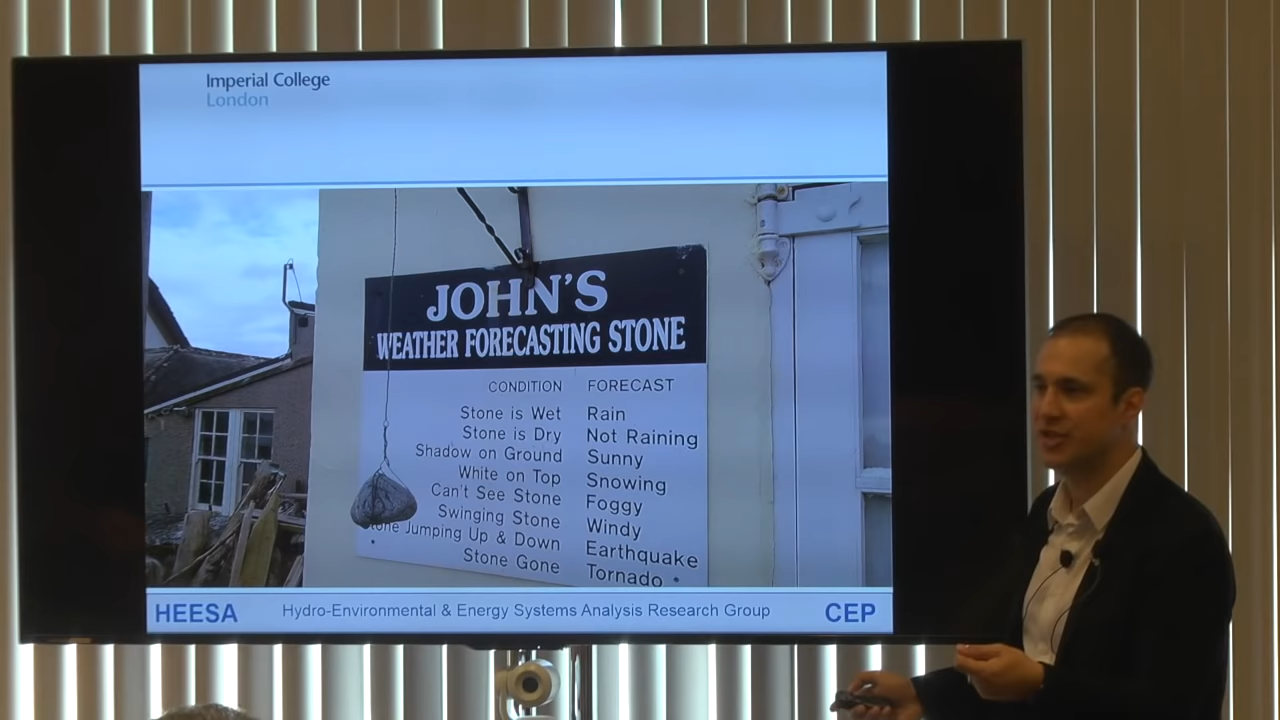 Imperial College
London
JOHN'S
WEATHER FORECASTING STONE
CONDITION FORECAST
Stone is Wet Rain
Stone is Dry Not Raining
Shadow on Ground Sunny
White on Top Snowing
Can't See Stone Foggy
Swinging Stone Windy
Stone Jumping Up & Down Earthquake
Stone Gone Tornado
HEESA Hydro-Environmental & Energy Systems Analysis Research Group CEP